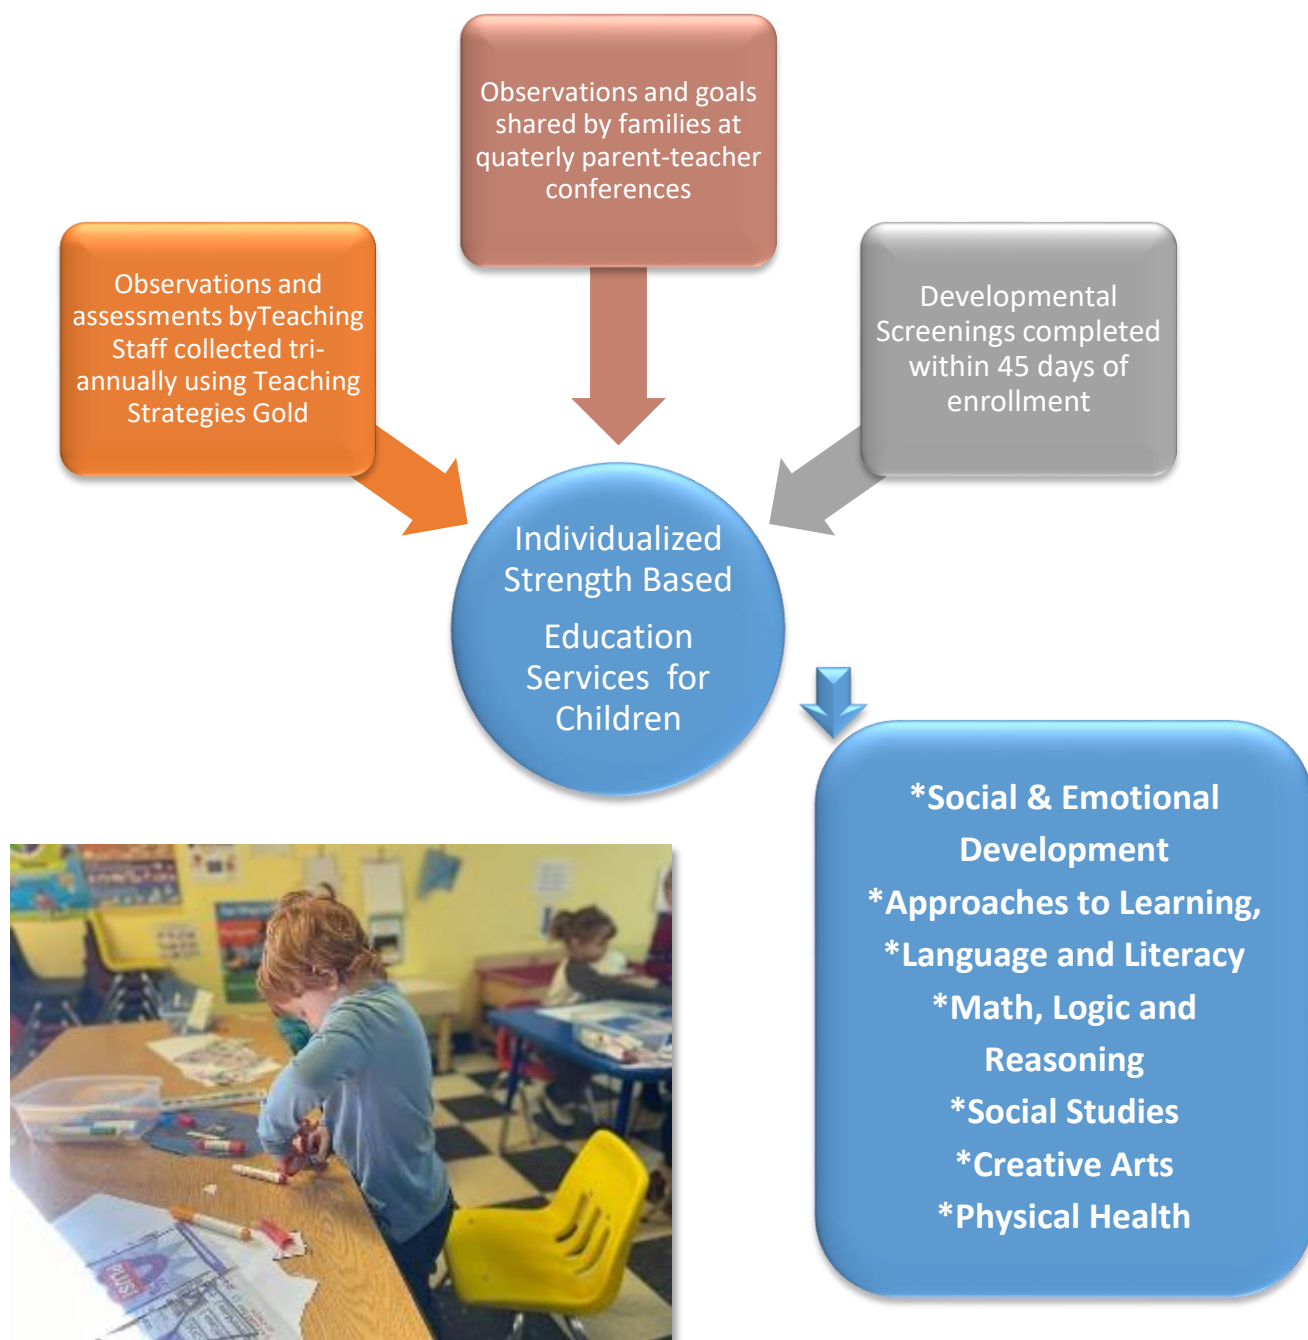 Observations and goals
shared by families at
quaterly parent-teacher
conferences
Observations and
assessments byTeaching
Staff collected tri-
annually using Teaching
Strategies Gold
Developmental
Screenings completed
within 45 days of
enrollment
Individualized
Strength Based
Education
Services for
Children
*Social & Emotional
Development
*Approaches to Learning,
*Language and Literacy
*Math, Logic and
Reasoning
*Social Studies
*Creative Arts
*Physical Health
PLUS!